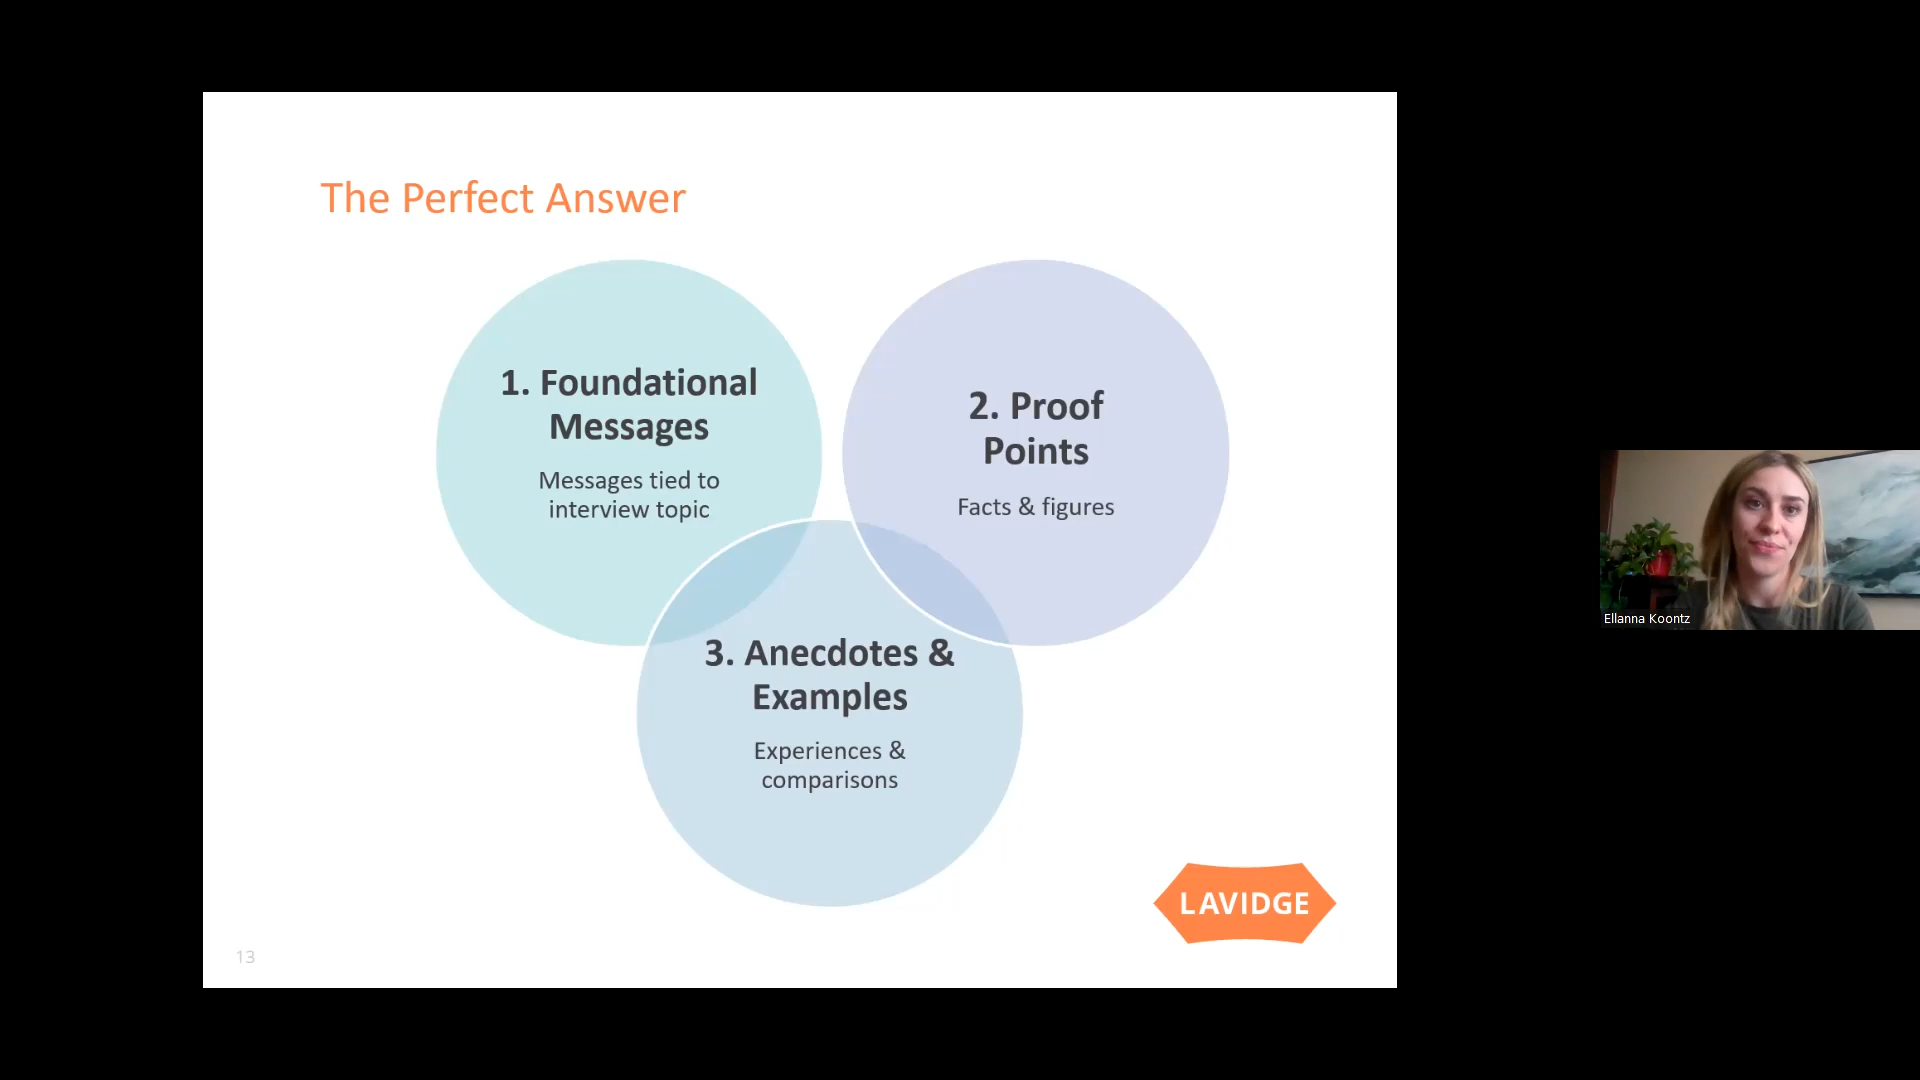 The Perfect Answer
1. Foundational
Messages
Messages tied to
interview topic
2. Proof
Points
Facts & figures
3. Anecdotes &
Examples
Experiences &
comparisons
LAVIDGE
13
Ellanna Koontz